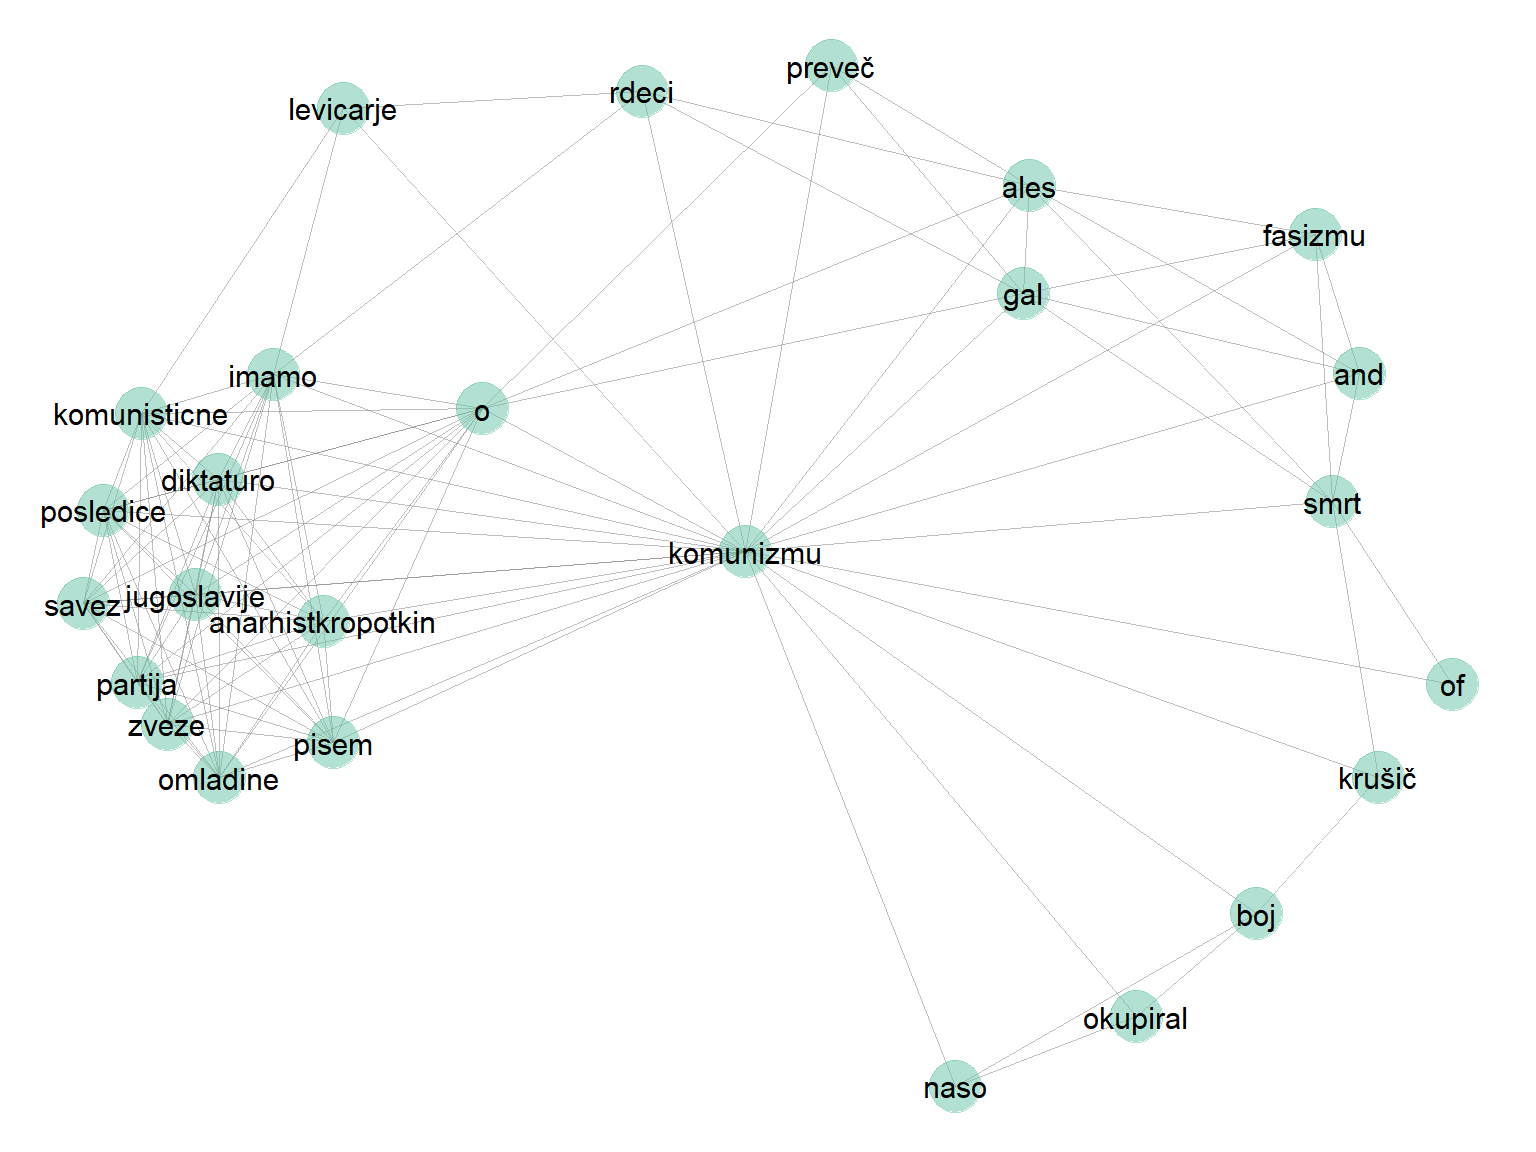 preveč
rdeci
levicarje
ales
fasizmu
gal
and
imamo
o
komunisticne
diktaturo
posledice
smrt
komunizmu
jugoslavije
savez
anarhistkropotkin
partija
of
zveze
pisem
omladine
krušič
boj
okupiral
naso